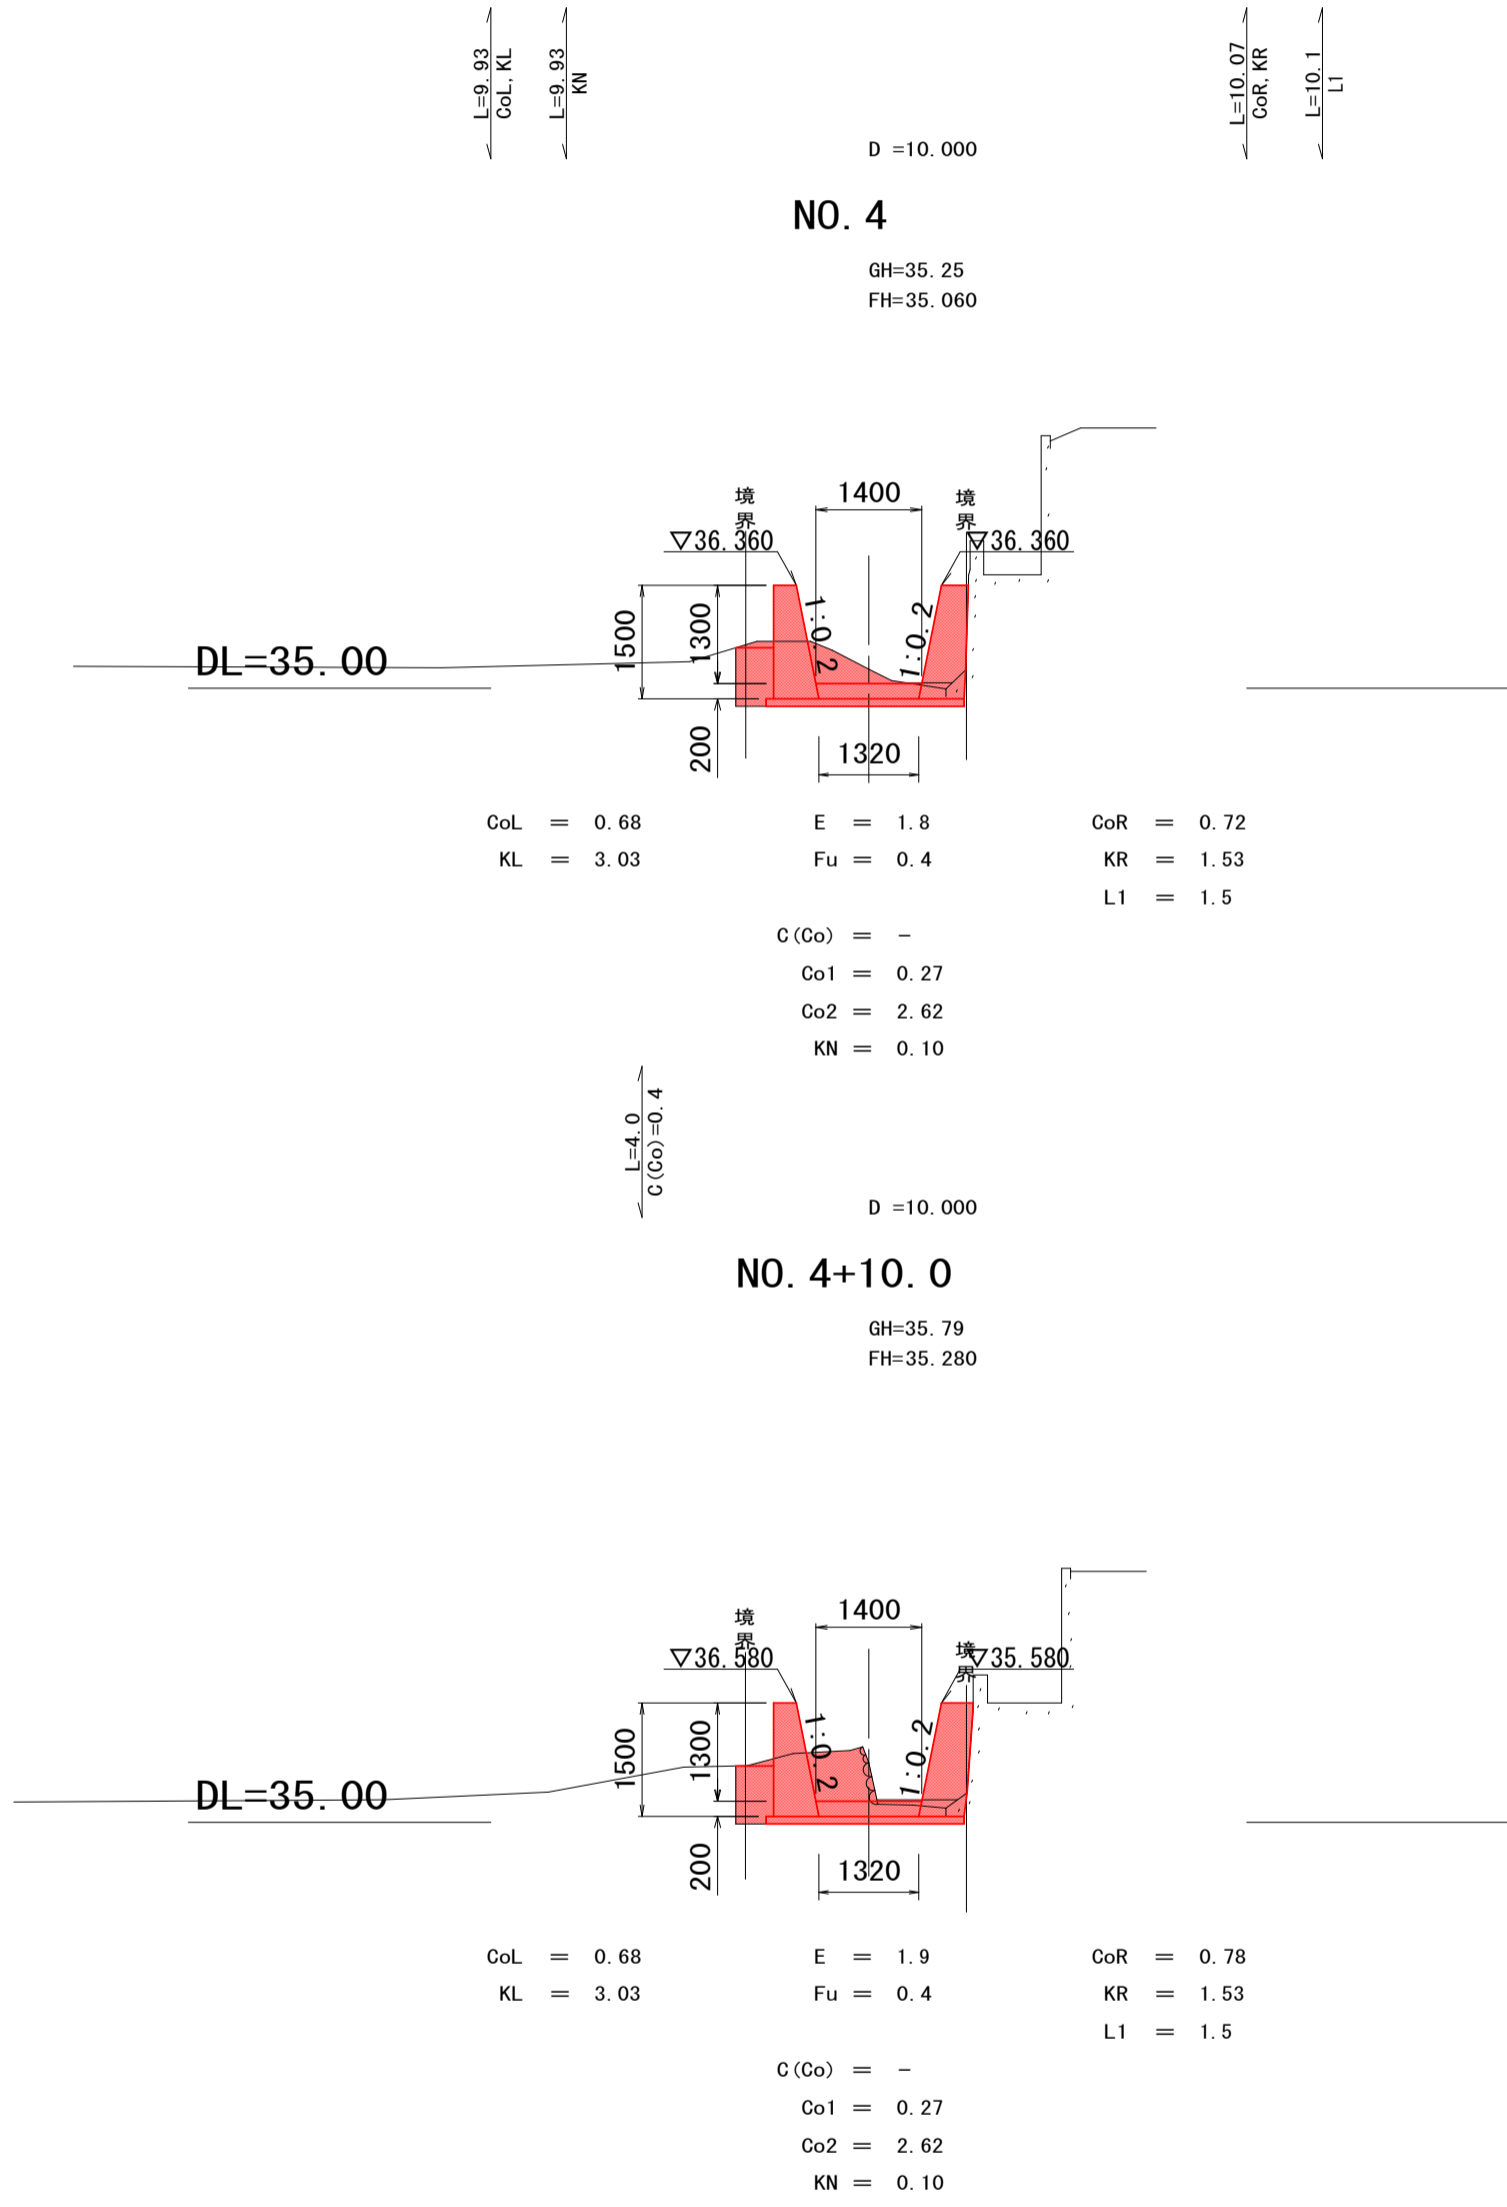 L=9.93
CoL, KL
L=9.93
KN
L=10.07
CoR, KR
L=10.1
L1
D =10.000
NO. 4
GH=35.25
FH=35.060
境界
1400
境界
▽36.360
▽36.360
1:0.2
1:0.2
1500
1300
DL=35.00
200
1320
CoL = 0.68
E = 1.8
CoR = 0.72
KL = 3.03
Fu = 0.4
KR = 1.53
L1 = 1.5
C(Co) = -
Co1 = 0.27
Co2 = 2.62
KN = 0.10
L=4.0
C(Co)=0.4
D =10.000
NO. 4+10.0
GH=35.79
FH=35.280
境界
1400
境界
▽36.580
▽35.580
1:0.2
1:0.2
1500
1300
DL=35.00
200
1320
CoL = 0.68
E = 1.9
CoR = 0.78
KL = 3.03
Fu = 0.4
KR = 1.53
L1 = 1.5
C(Co) = -
Co1 = 0.27
Co2 = 2.62
KN = 0.10